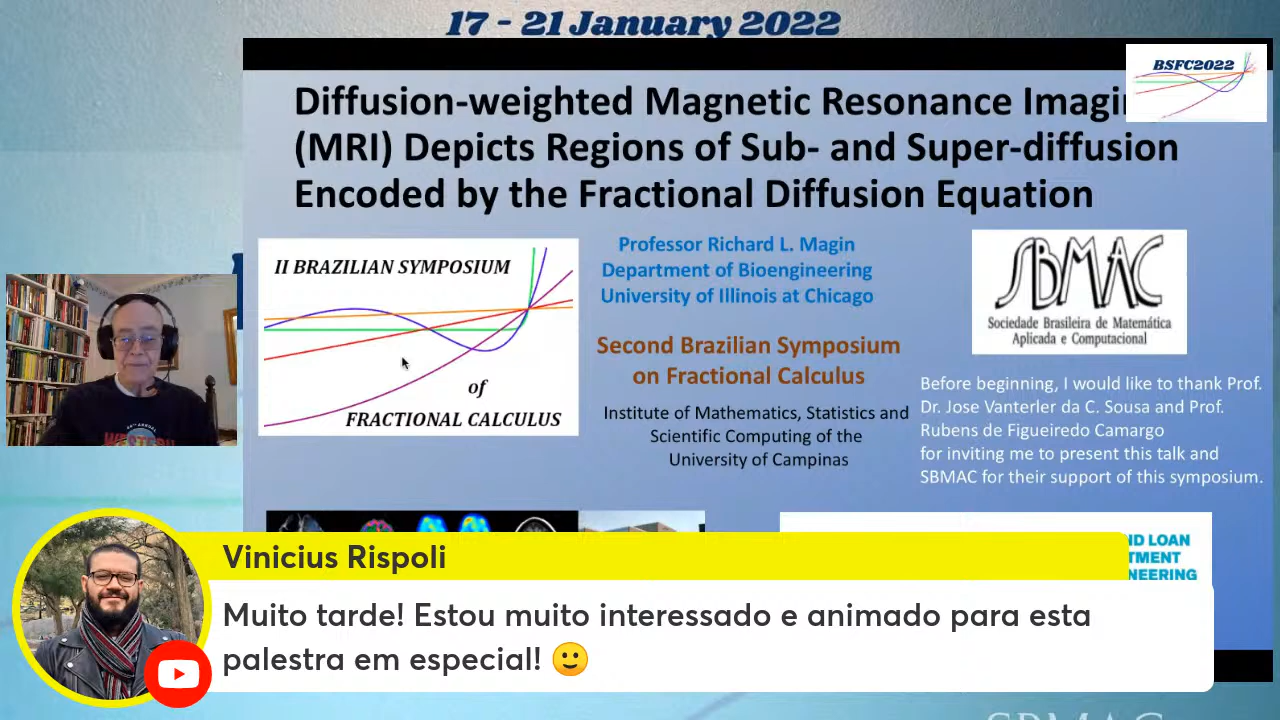 17 - 21 January 2022
BSFC2022
Diffusion-weighted Magnetic Resonance
(MRI) Depicts Regions of Sub- and Super-diffusion
Encoded by the Fractional Diffusion Equation
II BRAZILIAN SYMPOSIUM
of
FRACTIONAL CALCULUS
Professor Richard L. Magin
Department of Bioengineering
University of Illinois at Chicago
Second Brazilian Symposium
on Fractional Calculus
Institute of Mathematics, Statistics and
Scientific Computing of the
University of Campinas
SBMAC
Sociedade Brasileira de Matemática
Aplicada e Computacional
Before beginning, I would like to thank Prof.
Dr. Jose Vanterler da C. Sousa and Prof.
Rubens de Figueiredo Camargo
for inviting me to present this talk and
SBMAC for their support of this symposium.
LOAN
Vinicius Rispoli
Muito tarde! Estou muito interessado e animado para esta
palestra em especial! 🙂